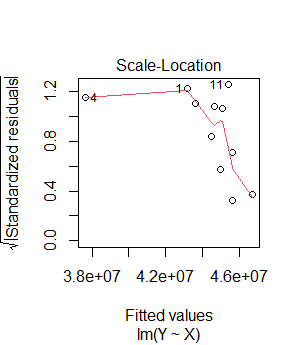 Scale-Location
√|Standardized residuals|
1.2
0.8
0.4
0.0
4
1
11
3.8e+07 4.2e+07 4.6e+07
Fitted values
lm(Y ~ X)